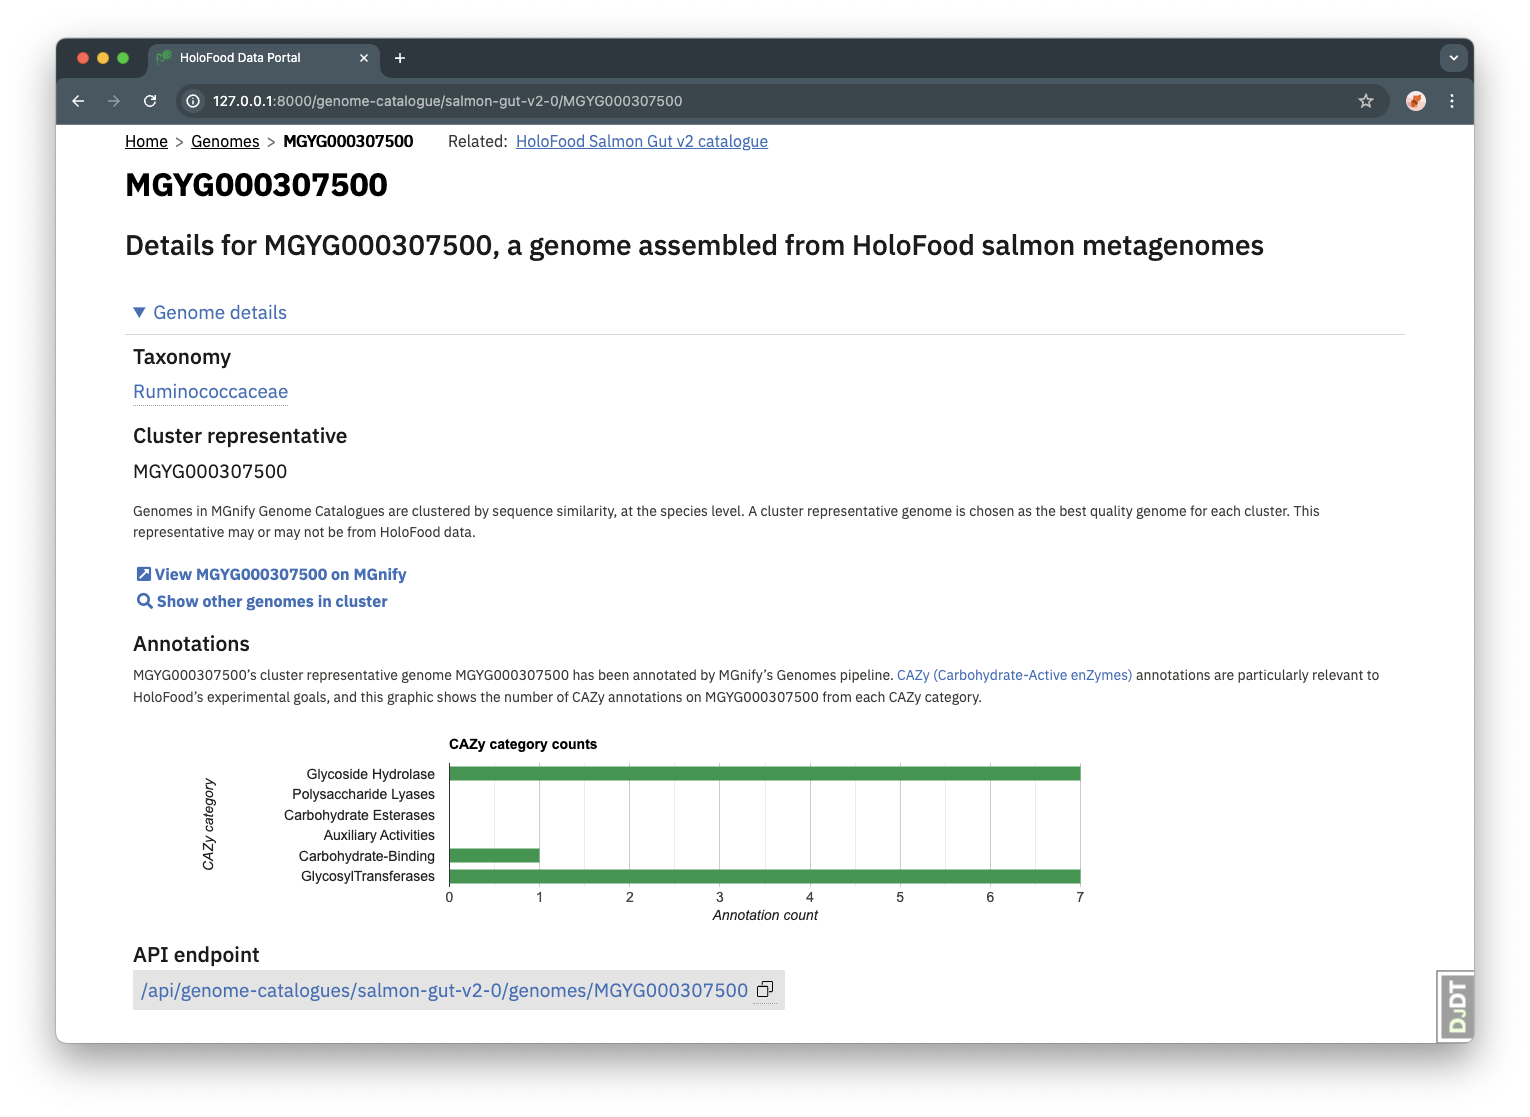 HoloFood Data Portal
127.0.0.1:8000/genome-catalogue/salmon-gut-v2-0/MGYG000307500
Home > Genomes > MGYG000307500 Related: HoloFood Salmon Gut v2 catalogue
MGYG000307500
Details for MGYG000307500, a genome assembled from HoloFood salmon metagenomes
▼ Genome details
Taxonomy
Ruminococcaceae
Cluster representative
MGYG000307500
Genomes in MGnify Genome Catalogues are clustered by sequence similarity, at the species level. A cluster representative genome is chosen as the best quality genome for each cluster. This
representative may or may not be from HoloFood data.
View MGYG000307500 on MGnify
Show other genomes in cluster
Annotations
MGYG000307500’s cluster representative genome MGYG000307500 has been annotated by MGnify’s Genomes pipeline. CAZy (Carbohydrate-Active enZymes) annotations are particularly relevant to
HoloFood’s experimental goals, and this graphic shows the number of CAZy annotations on MGYG000307500 from each CAZy category.
CAZy category counts
CAZy category
Glycoside Hydrolase
Polysaccharide Lyases
Carbohydrate Esterases
Auxiliary Activities
Carbohydrate-Binding
GlycosylTransferases
0 1 2 3 4 5 6 7
Annotation count
API endpoint
/api/genome-catalogues/salmon-gut-v2-0/genomes/MGYG000307500
DJDT